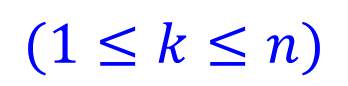 (1 ≤ 𝑘 ≤ 𝑛)